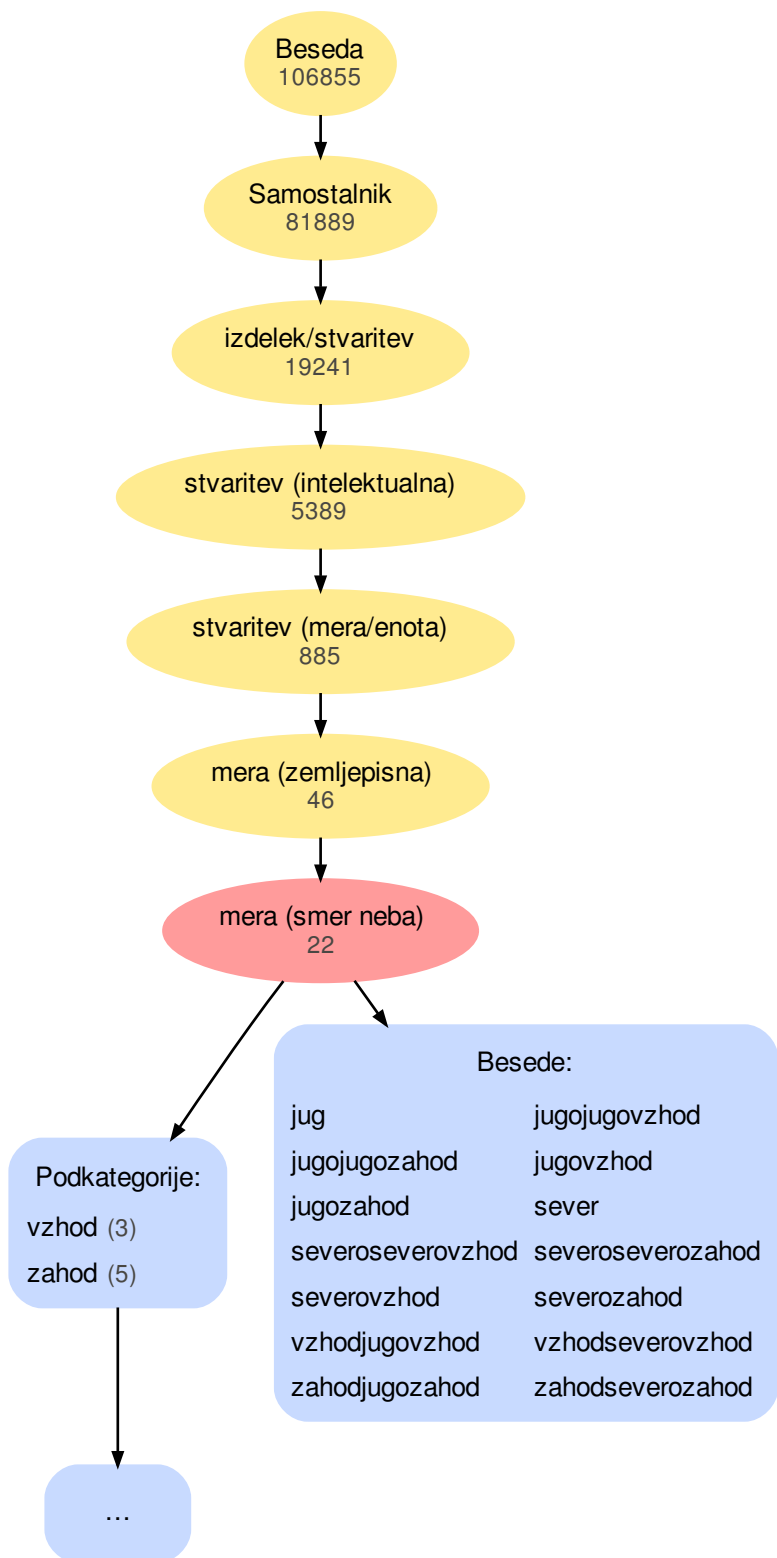 Beseda
106855
Samostalnik
81889
izdelek/stvaritev
19241
stvaritev (intelektualna)
5389
stvaritev (mera/enota)
885
mera (zemljepisna)
46
mera (smer neba)
22
Besede:
jug jugojugovzhod
jugojugozahod jugovzhod
jugozahod sever
severoseverovzhod severoseverozahod
severovzhod severozahod
vzhodjugovzhod vzhodseverovzhod
zahodjugozahod zahodseverozahod
Podkategorije:
vzhod (3)
zahod (5)
...